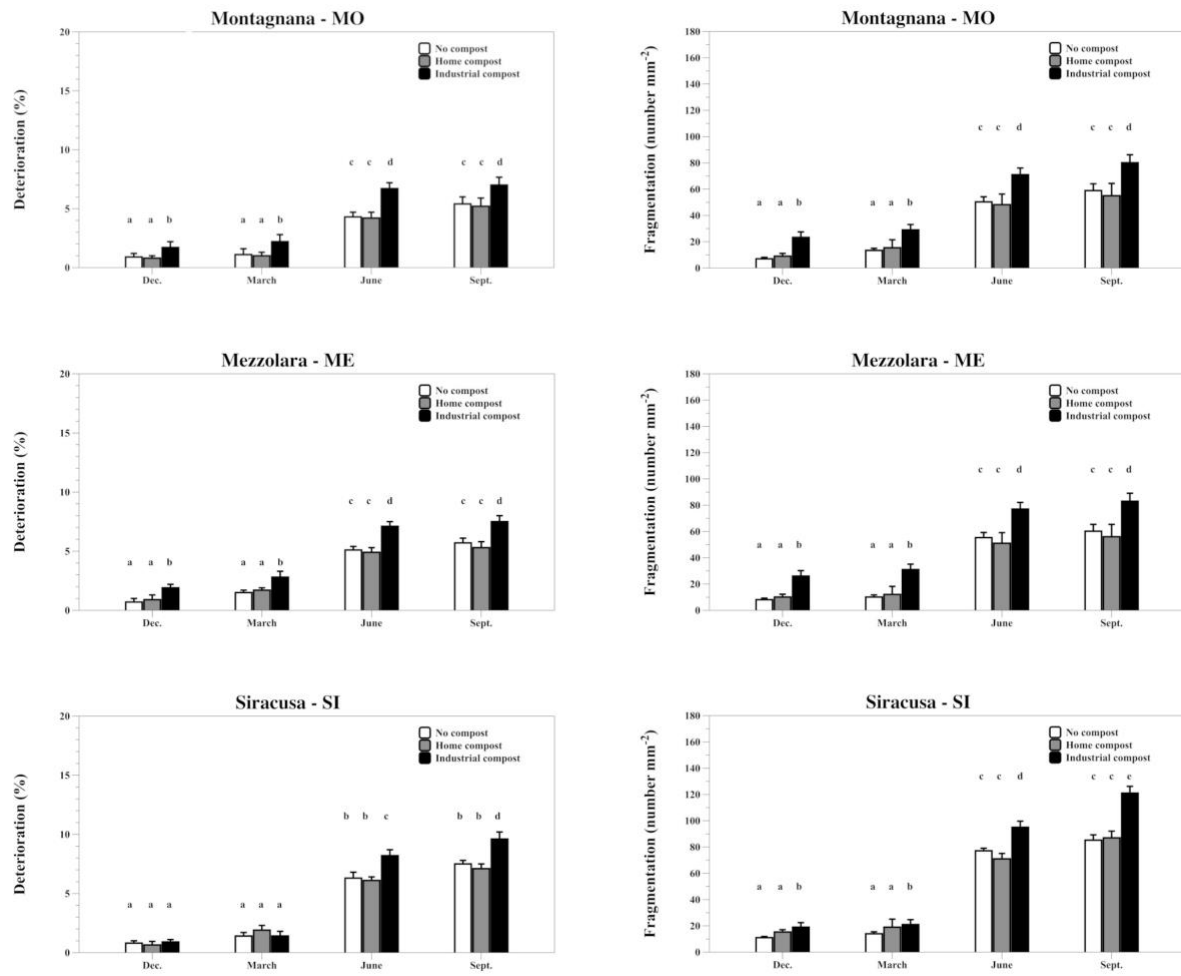 Montagnana - MO
Deterioration (%)
20
15
10
5
0
No compost
Home compost
Industrial compost
a a b
a a b
c c d
c c d
Dec. March June Sept.
Montagnana - MO
Fragmentation (number mm-2)
180
160
140
120
100
80
60
40
20
0
No compost
Home compost
Industrial compost
a a b
a a b
c c d
c c d
Dec. March June Sept.
Mezzolara - ME
Deterioration (%)
20
15
10
5
0
No compost
Home compost
Industrial compost
a a b
a a b
c c d
c c d
Dec. March June Sept.
Mezzolara - ME
Fragmentation (number mm-2)
180
160
140
120
100
80
60
40
20
0
No compost
Home compost
Industrial compost
a a b
a a b
c c d
c c d
Dec. March June Sept.
Siracusa - SI
Deterioration (%)
20
15
10
5
0
No compost
Home compost
Industrial compost
a a a
a a a
b b c
b b d
Dec. March June Sept.
Siracusa - SI
Fragmentation (number mm-2)
180
160
140
120
100
80
60
40
20
0
No compost
Home compost
Industrial compost
a a b
a a b
c c d
c c e
Dec. March June Sept.